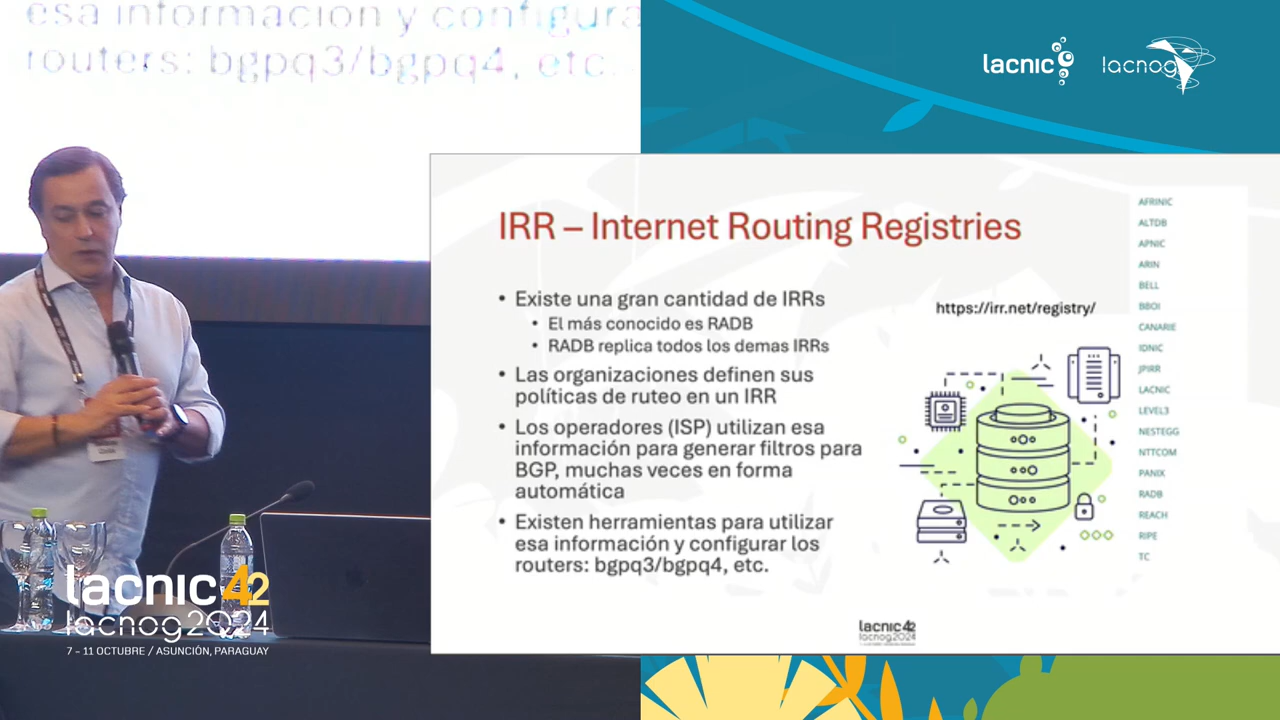 esa información y configura
routers: bgpq3/bgpq4, etc.
lacnic
lacnog
IRR – Internet Routing Registries
• Existe una gran cantidad de IRRs
• El más conocido es RADB
• RADB replica todos los demas IRRs
• Las organizaciones definen sus
políticas de ruteo en un IRR
• Los operadores (ISP) utilizan esa
información para generar filtros para
BGP, muchas veces en forma
automática
• Existen herramientas para utilizar
esa información y configurar los
routers: bgpq3/bgpq4, etc.
https://irr.net/registry/
AFRINIC
ALTDB
APNIC
ARIN
BELL
BBOI
CANARIE
IDNIC
JPIRR
LACNIC
LEVEL3
NESTEGG
NTTCOM
PANIX
RADB
REACH
RIPE
TC
lacnic42
lacnog2024
lacnic42
lacnog2024
7 – 11 OCTUBRE / ASUNCIÓN, PARAGUAY